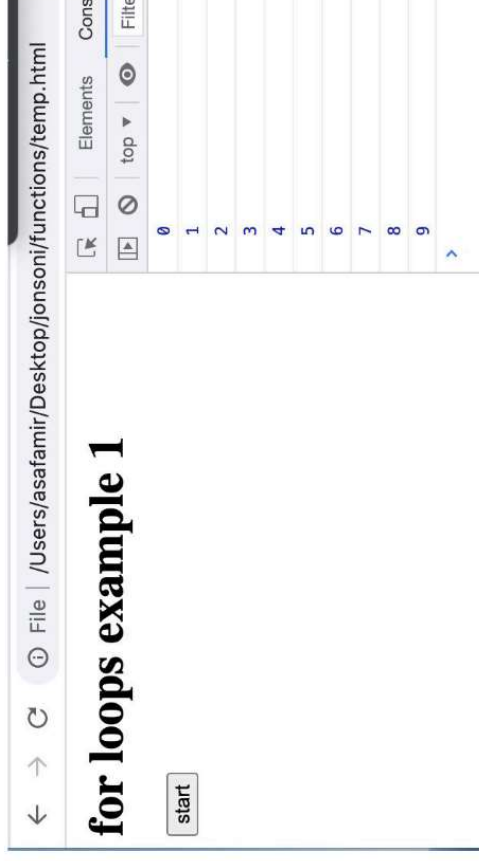 File | /Users/asafamir/Desktop/jonsoni/functions/temp.html
for loops example 1
start
Elements Cons
top Filte
0
1
2
3
4
5
6
7
8
9